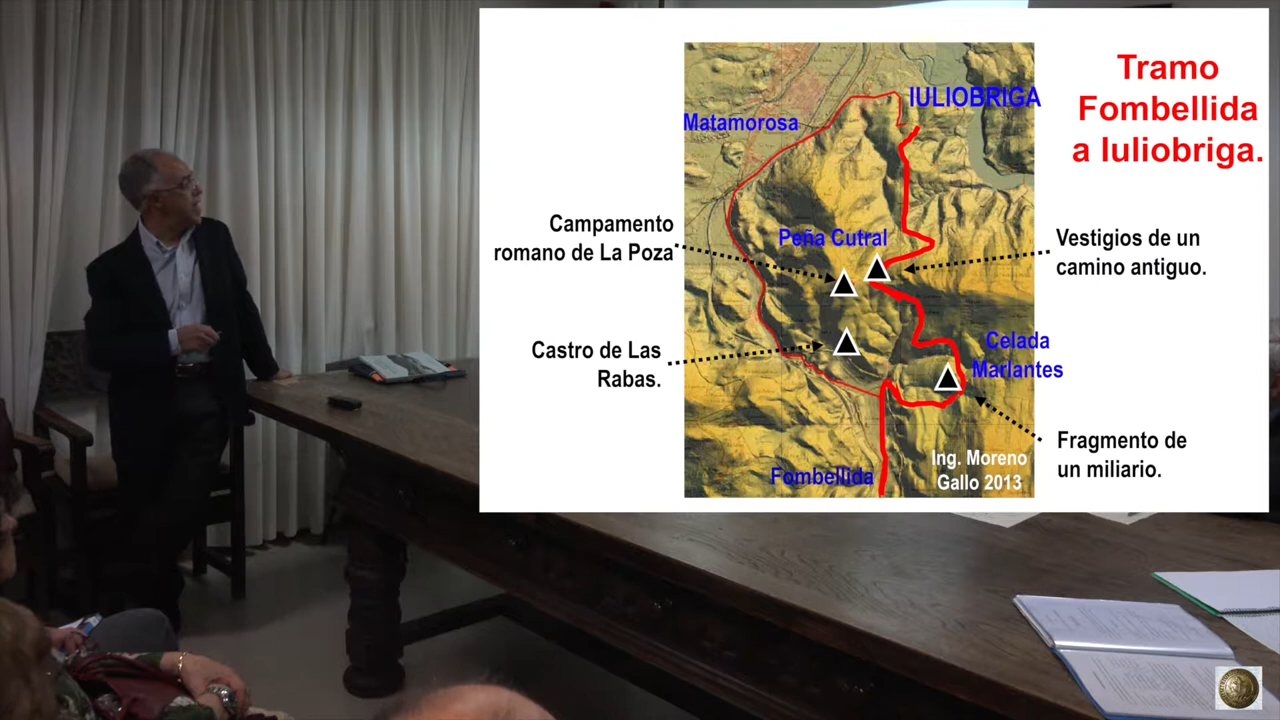 Tramo
Fombellida
a Iuliobriga.
IULIOBRIGA
Matamorosa
Campamento
romano de La Poza
Peña Cutral
Vestigios de un
camino antiguo.
Castro de Las
Rabas.
Celada
Marlantes
Fragmento de
un miliario.
Fombellida
Ing. Moreno
Gallo 2013